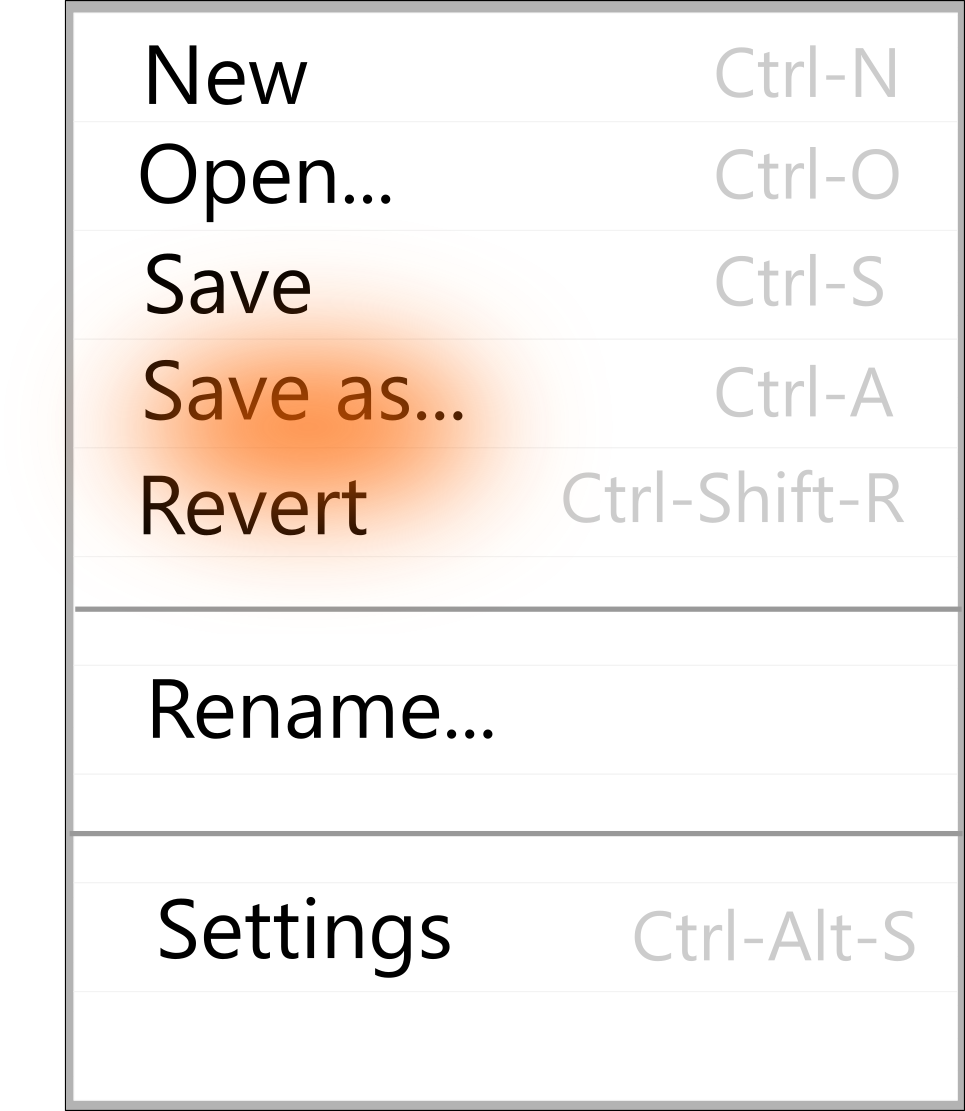 New Ctrl-N
Open... Ctrl-O
Save Ctrl-S
Save as... Ctrl-A
Revert Ctrl-Shift-R
Rename...
Settings Ctrl-Alt-S